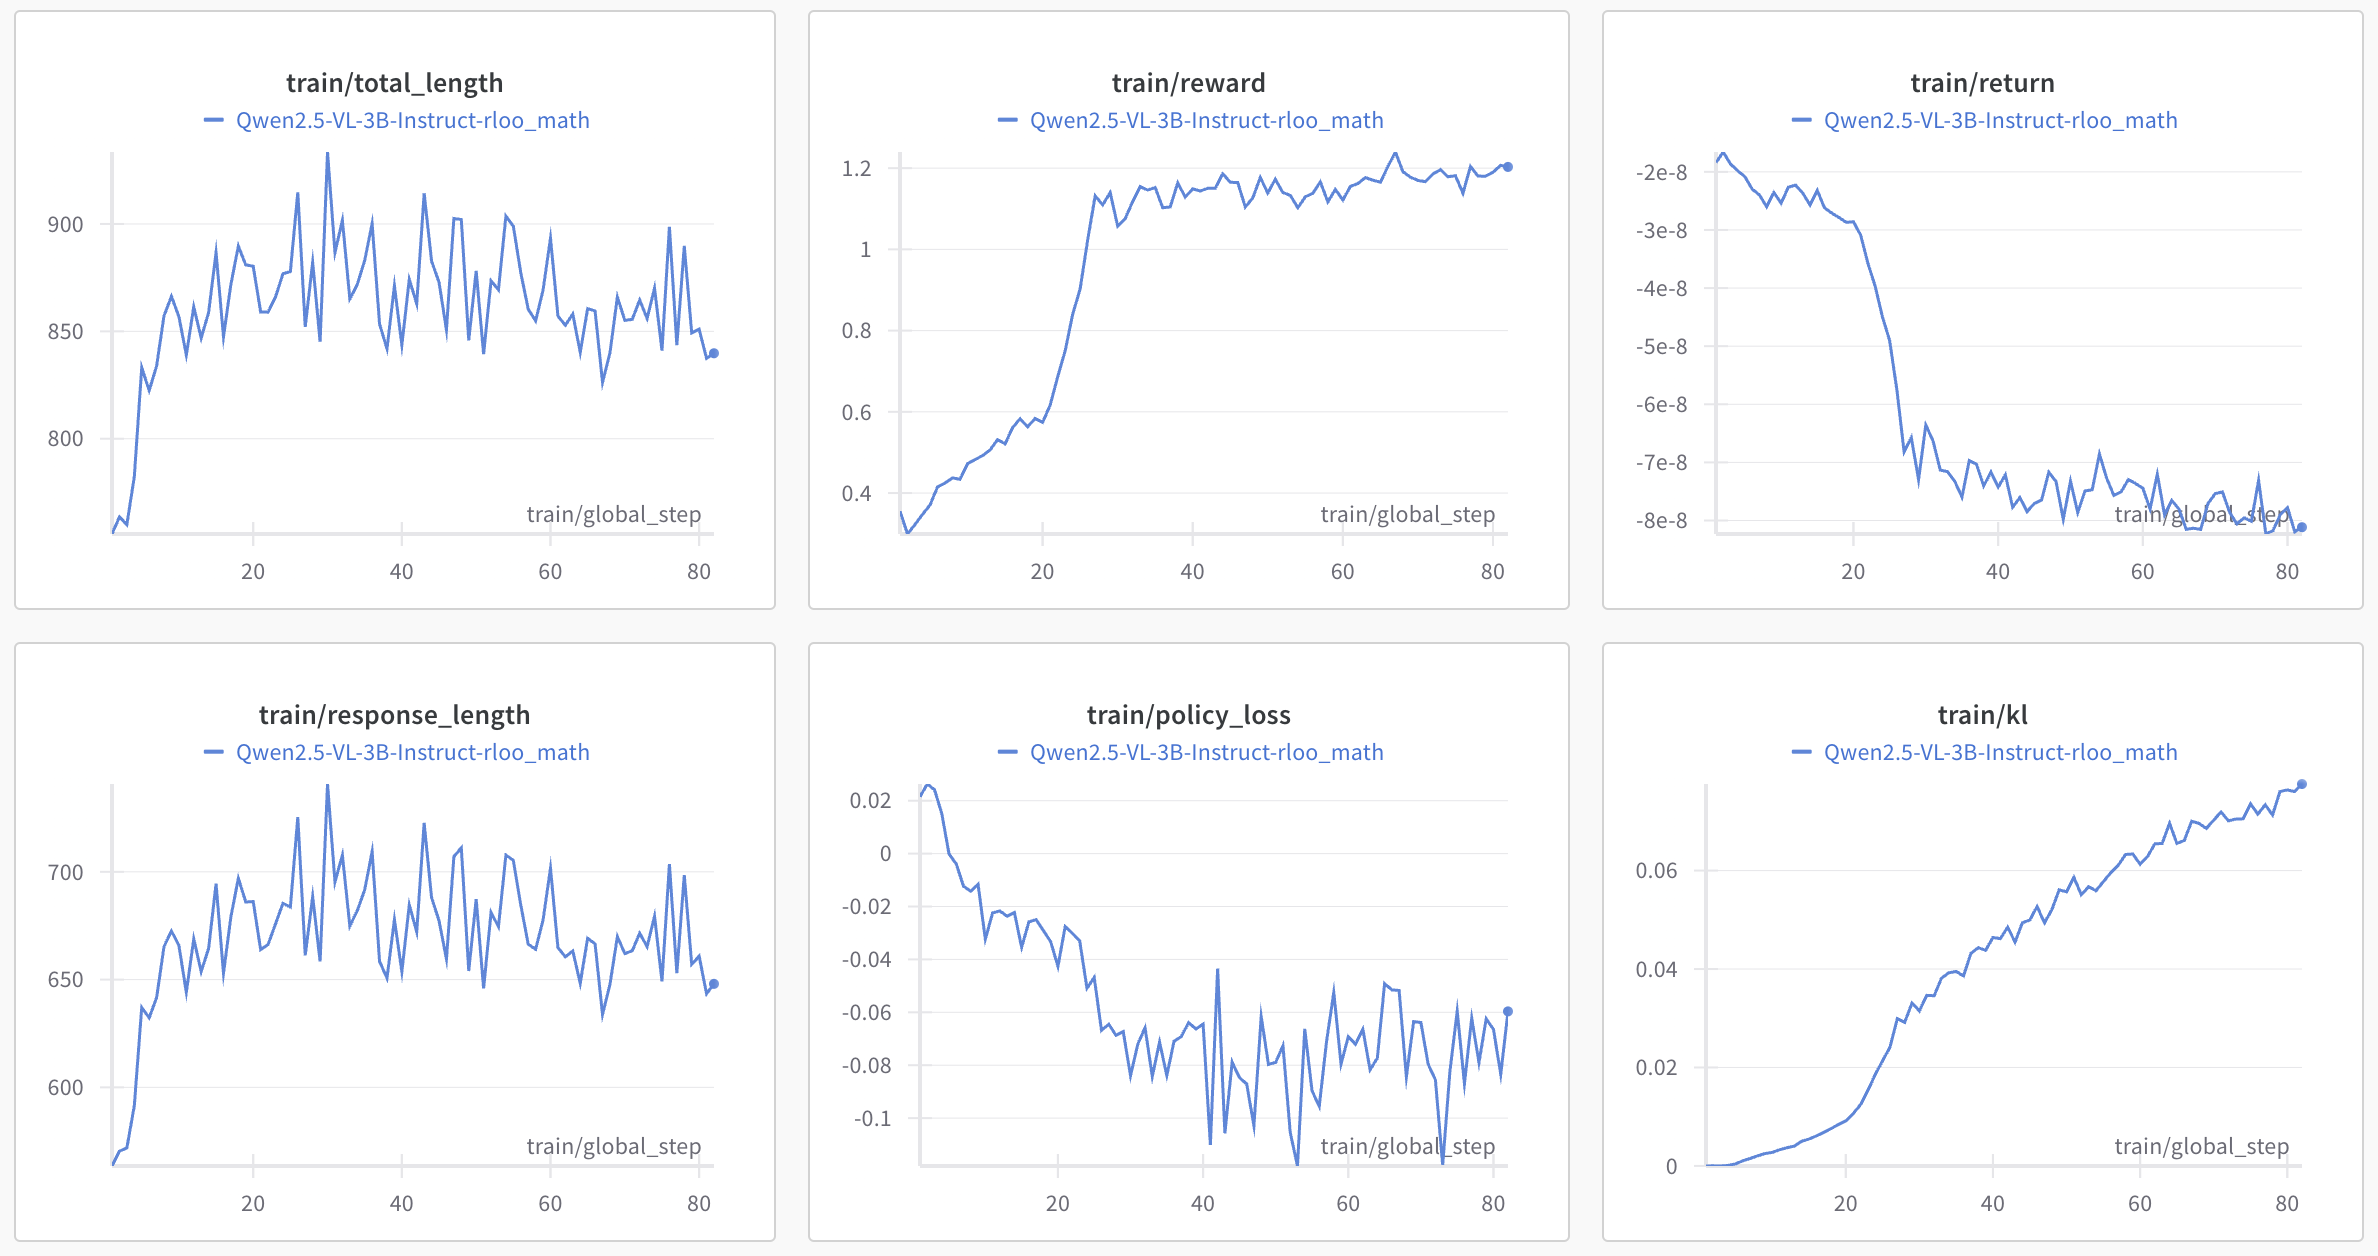 train/total_length
Qwen2.5-VL-3B-Instruct-rloo_math
900
850
800
train/global_step
20 40 60 80
train/reward
Qwen2.5-VL-3B-Instruct-rloo_math
1.2
1
0.8
0.6
0.4
train/global_step
20 40 60 80
train/return
Qwen2.5-VL-3B-Instruct-rloo_math
-2e-8
-3e-8
-4e-8
-5e-8
-6e-8
-7e-8
-8e-8
train/global_step
20 40 60 80
train/response_length
Qwen2.5-VL-3B-Instruct-rloo_math
700
650
600
train/global_step
20 40 60 80
train/policy_loss
Qwen2.5-VL-3B-Instruct-rloo_math
0.02
0
-0.02
-0.04
-0.06
-0.08
-0.1
train/global_step
20 40 60 80
train/kl
Qwen2.5-VL-3B-Instruct-rloo_math
0.06
0.04
0.02
0
train/global_step
20 40 60 80